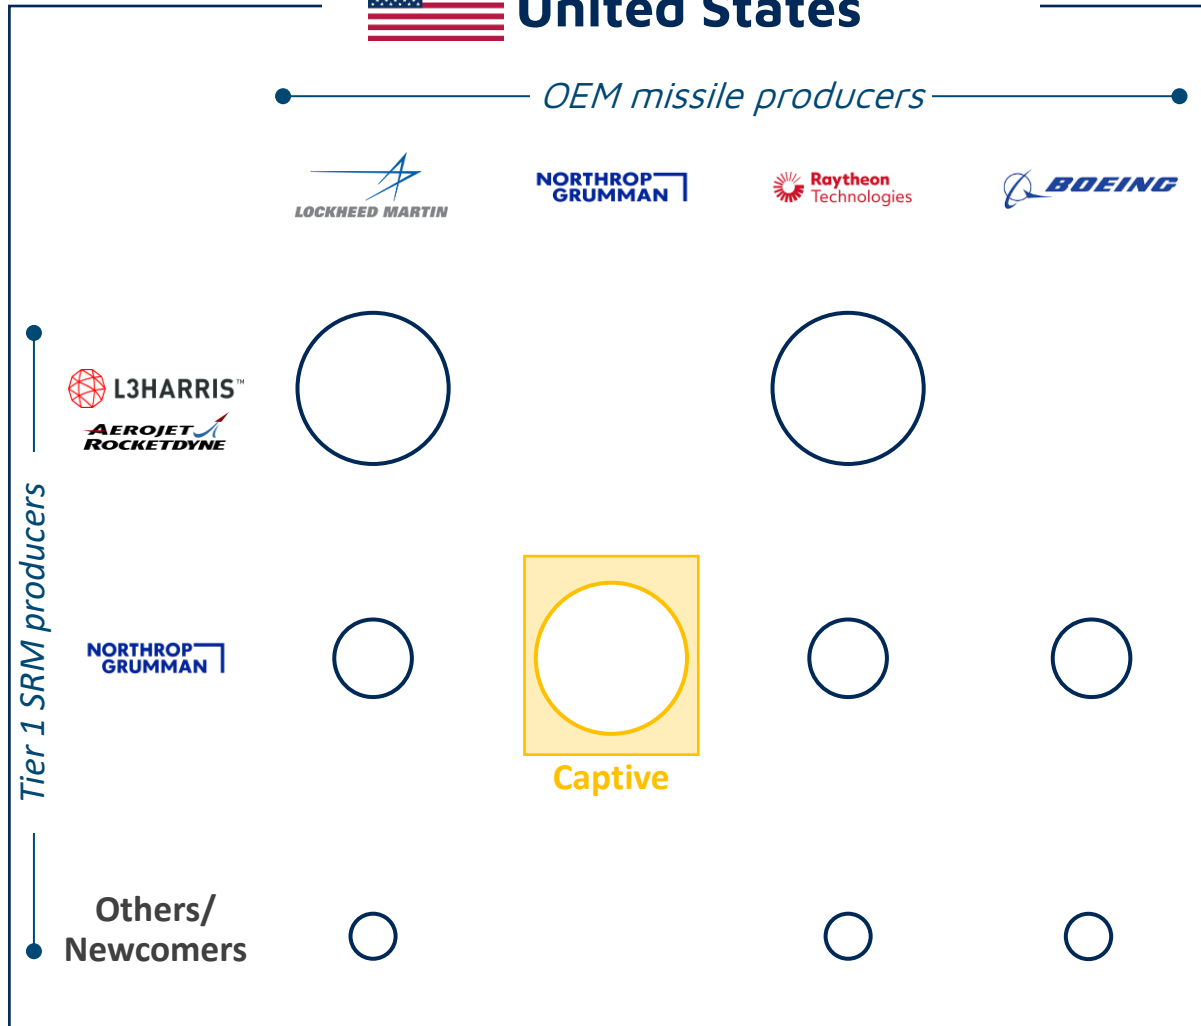 United States
OEM missile producers
LOCKHEED MARTIN
NORTHROP
GRUMMAN
Raytheon
Technologies
BOEING
Tier 1 SRM producers
L3HARRIS™
AEROJET
ROCKETDYNE
NORTHROP
GRUMMAN
Captive
Others/
Newcomers